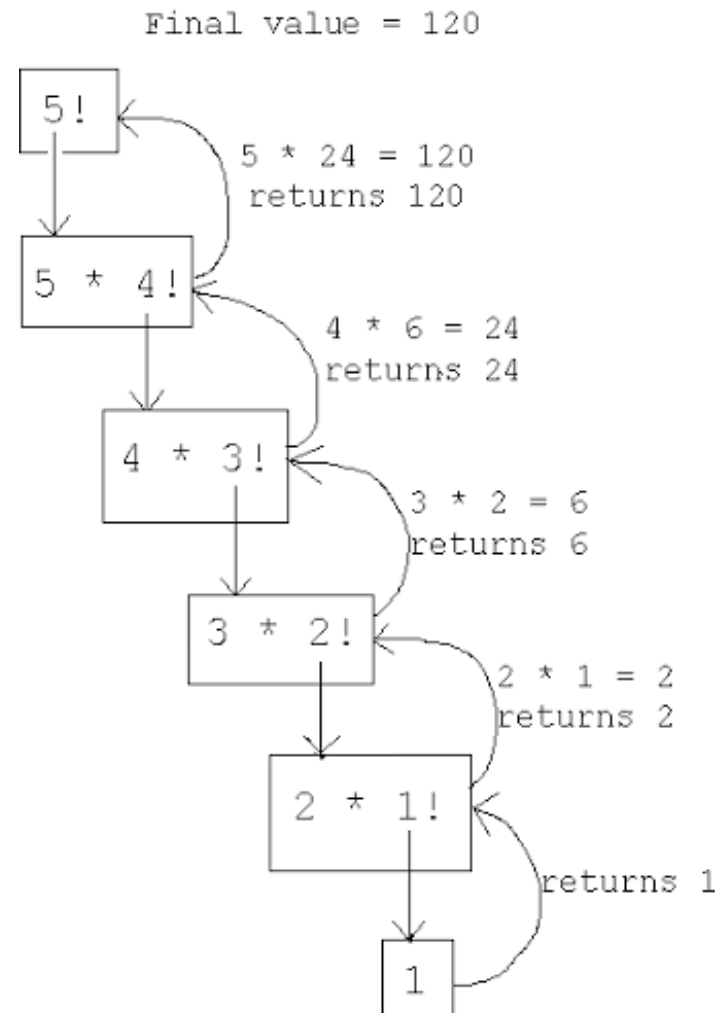 Final value = 120
5!
5 * 24 = 120
returns 120
5 * 4!
4 * 6 = 24
returns 24
4 * 3!
3 * 2 = 6
returns 6
3 * 2!
2 * 1 = 2
returns 2
2 * 1!
returns 1
1